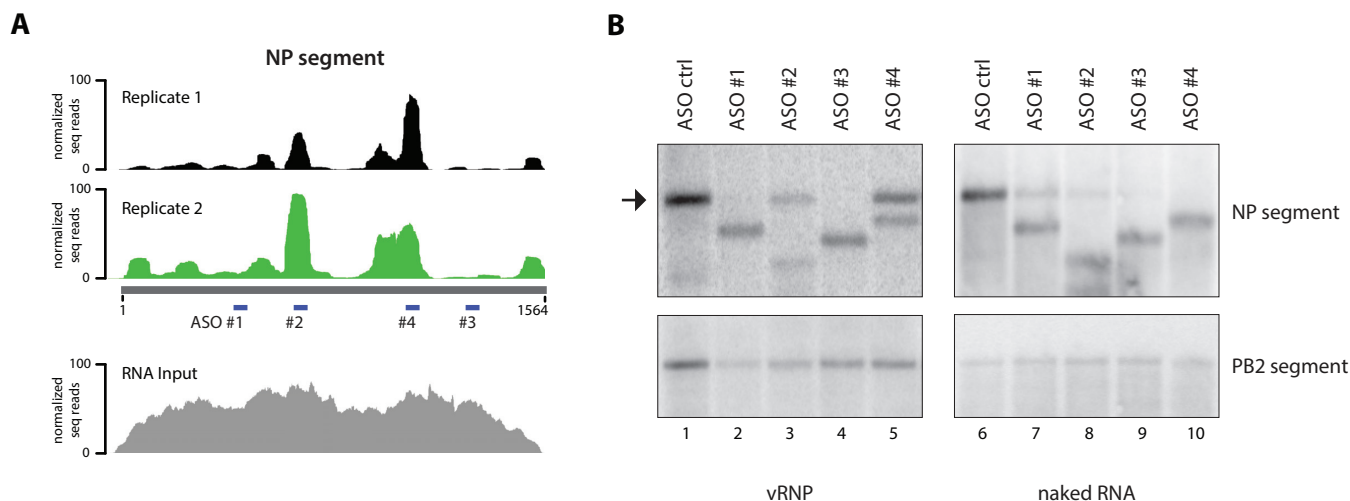 A
NP segment
100
normalized
seq reads
0
Replicate 1
100
normalized
seq reads
0
Replicate 2
1
1564
ASO #1
#2
#4
#3
100
normalized
seq reads
0
RNA Input
B
ASO ctrl
ASO #1
ASO #2
ASO #3
ASO #4
ASO ctrl
ASO #1
ASO #2
ASO #3
ASO #4
NP segment
PB2 segment
1 2 3 4 5 6 7 8 9 10
vRNP
naked RNA